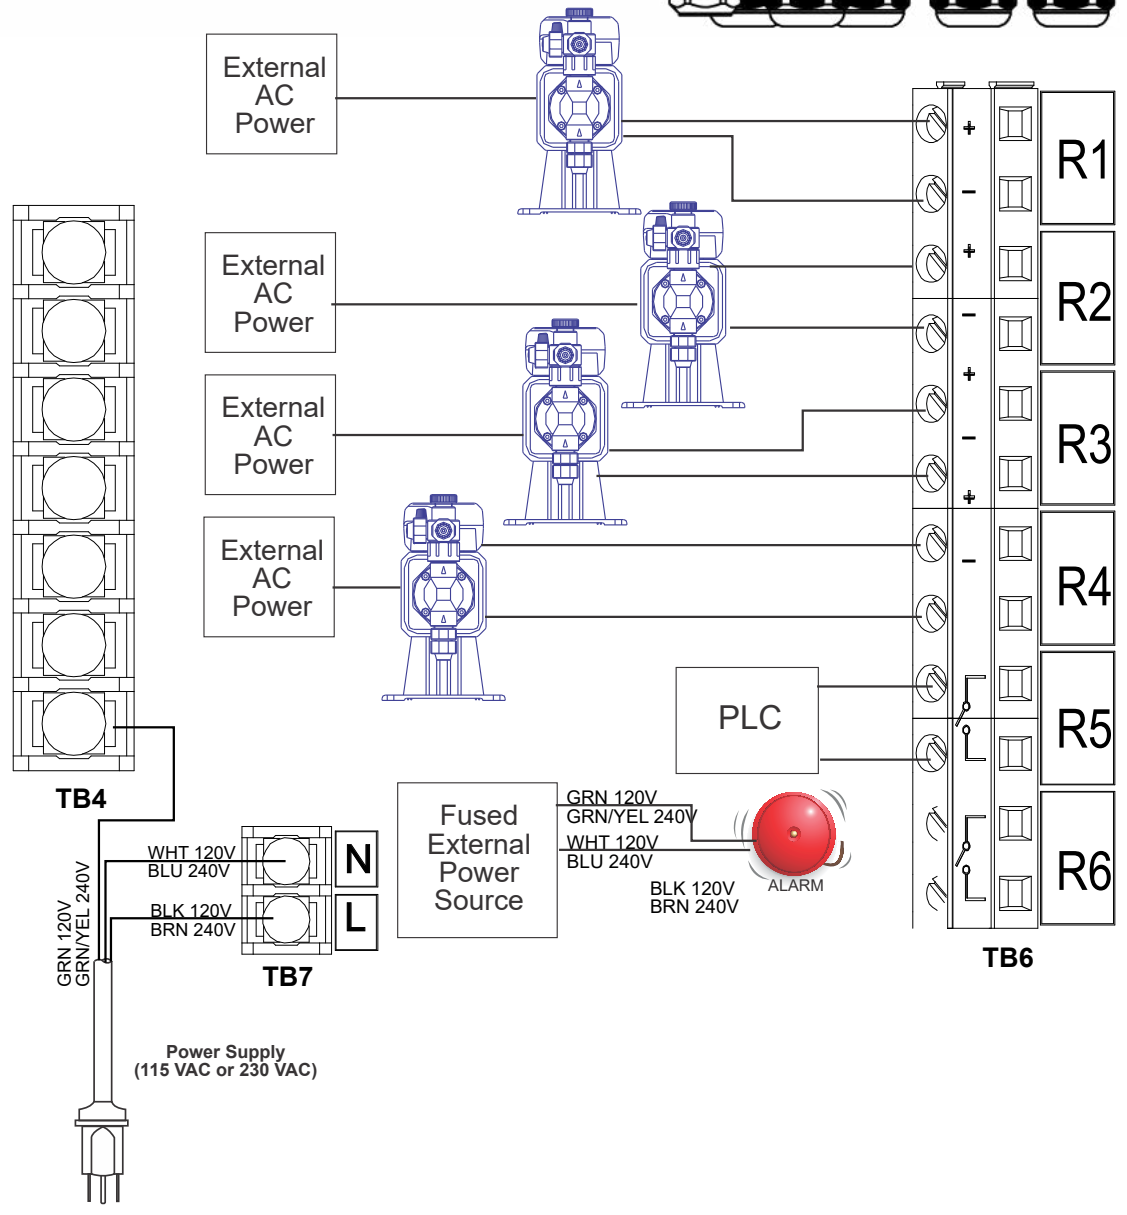 External
AC
Power
R1
+
−
External
AC
Power
+
−
R2
External
AC
Power
+
−
R3
External
AC
Power
+
−
R4
PLC
R5
TB4
Fused
External
Power
Source
GRN 120V
GRN/YEL 240V
WHT 120V
BLU 240V
BLK 120V
BRN 240V
ALARM
R6
TB6
WHT 120V
BLU 240V
N
BLK 120V
BRN 240V
L
TB7
GRN 120V
GRN/YEL 240V
Power Supply
(115 VAC or 230 VAC)